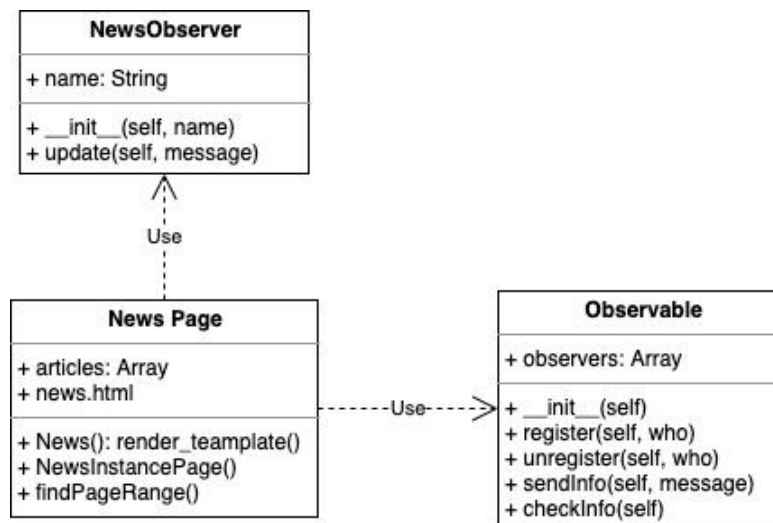 NewsObserver
+ name: String
+ __init__(self, name)
+ update(self, message)
Use
News Page
+ articles: Array
+ news.html
+ News(): render_teamplate()
+ NewsInstancePage()
+ findPageRange()
Use
Observable
+ observers: Array
+ __init__(self)
+ register(self, who)
+ unregister(self, who)
+ sendInfo(self, message)
+ checkInfo(self)